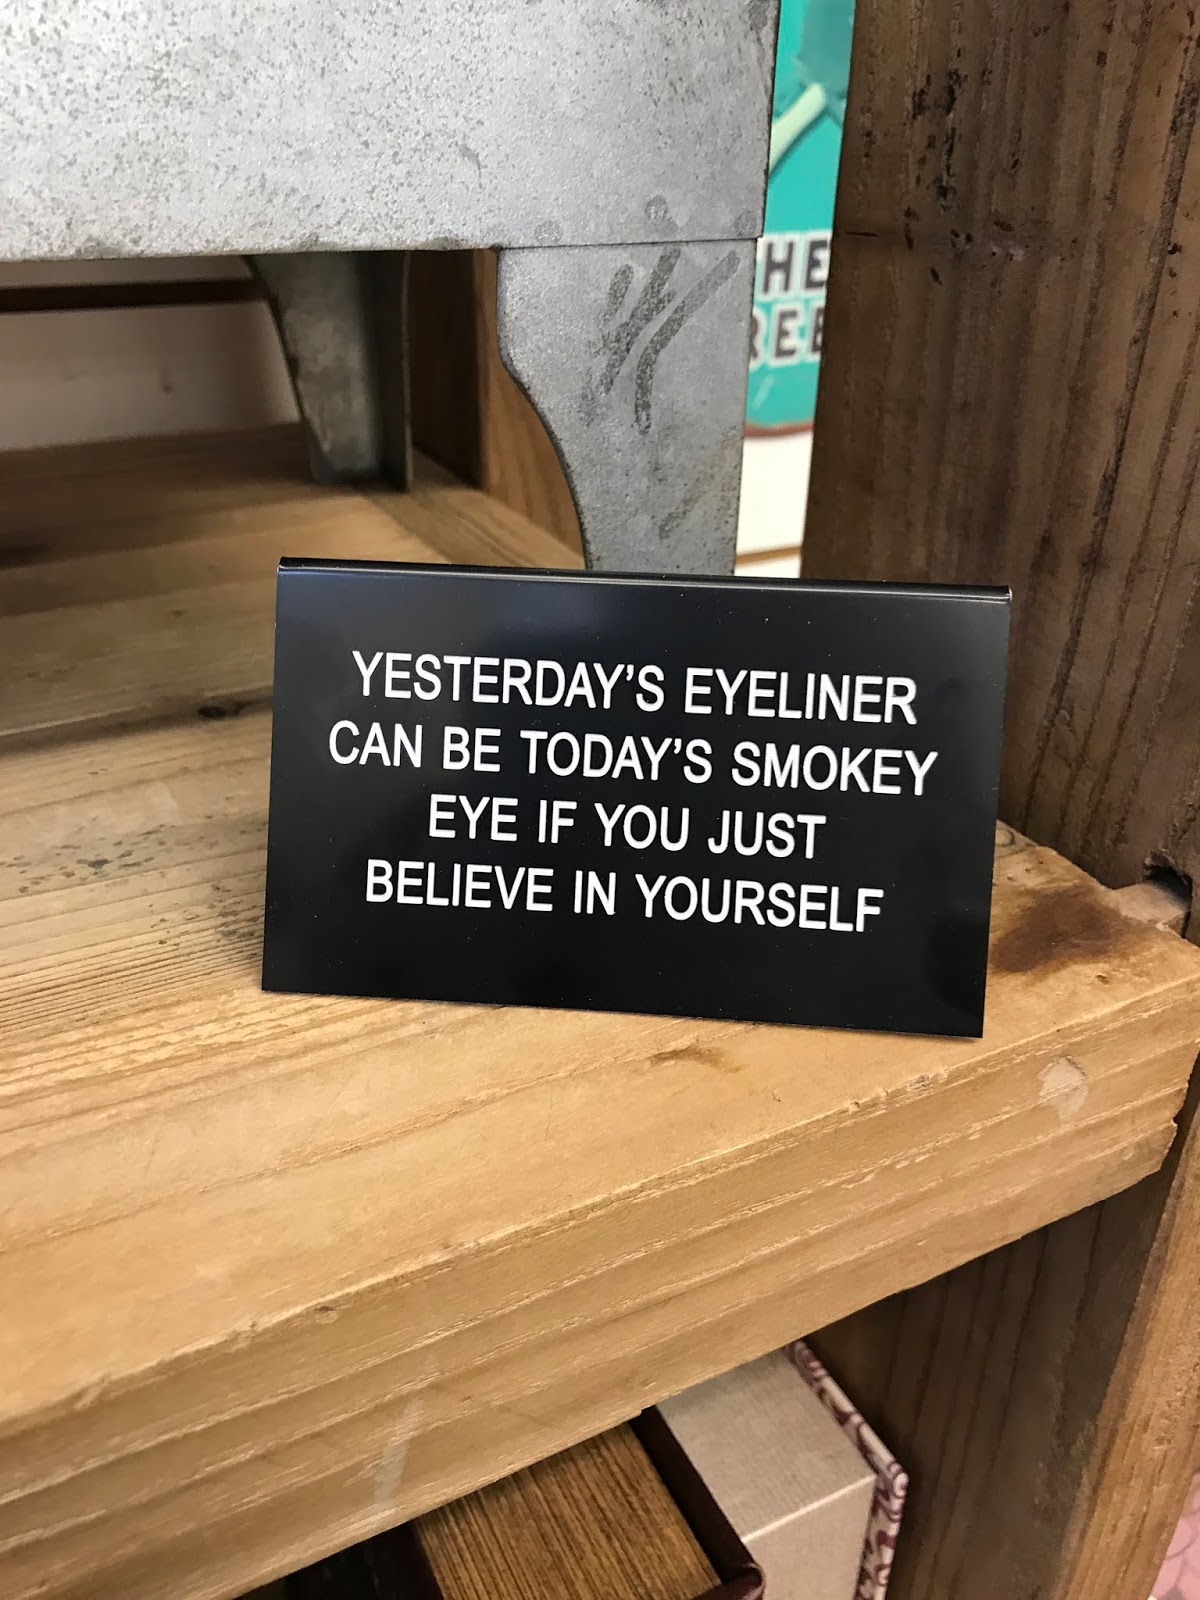 YESTERDAY'S EYELINER
CAN BE TODAY'S SMOKEY
EYE IF YOU JUST
BELIEVE IN YOURSELF